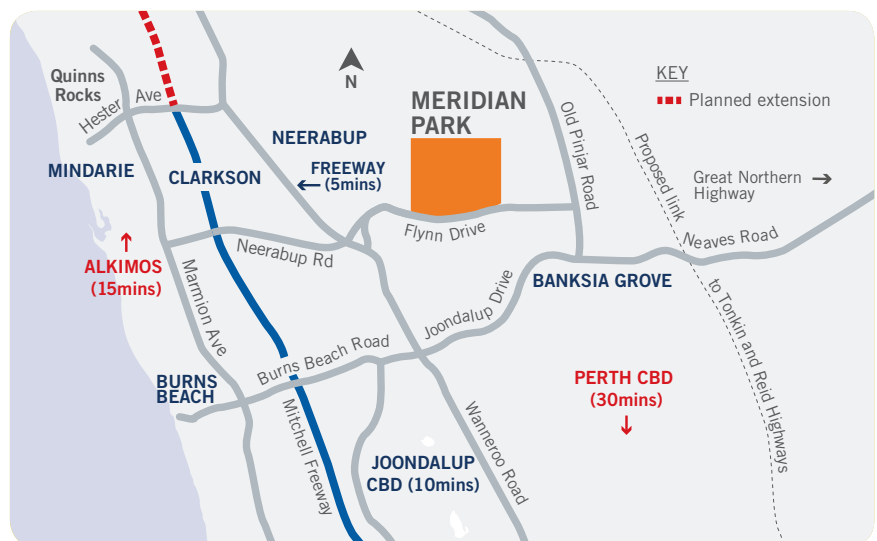 Quinns
Rocks
Hester Ave
N
MERIDIAN
PARK
KEY
Planned extension
NEERABUP
FREEWAY
(5mins)
MINDARIE
CLARKSON
Old Pinjar Road
Proposed link
Great Northern
Highway
Flynn Drive
Neerabup Rd
Neaves Road
ALKIMOS
(15mins)
Marmion Ave
BANKSIA GROVE
Joondalup Drive
to Tonkin and Reid Highways
Burns Beach Road
BURNS
BEACH
PERTH CBD
(30mins)
Mitchell Freeway
Wanneroo Road
JOONDALUP
CBD (10mins)